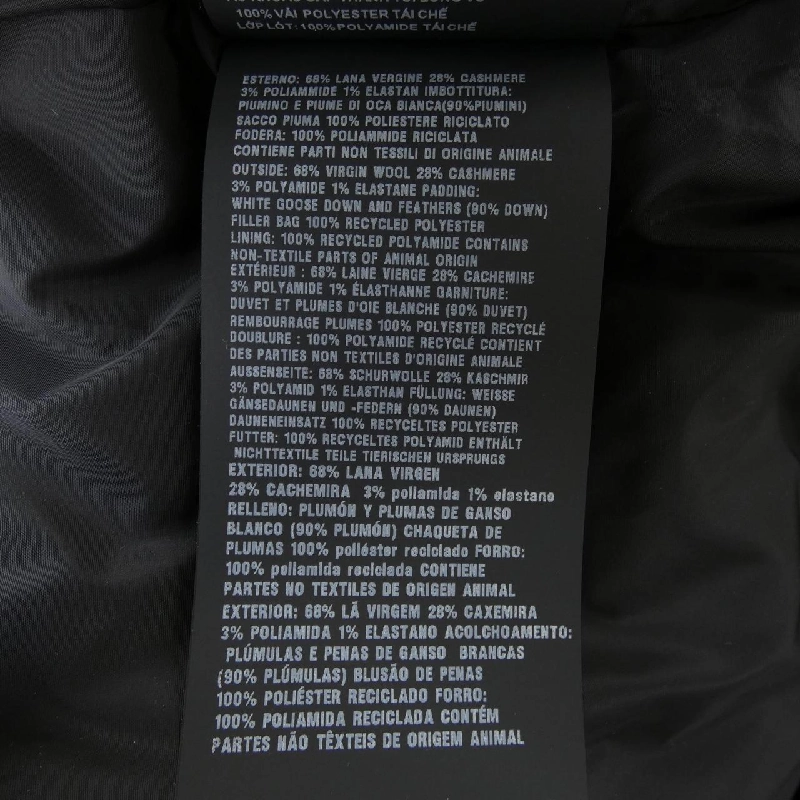 100% VẢI POLYESTER TÁI CHẾ
LỚP LÓT: 100% POLYAMIDE TÁI CHẾ
ESTERNO: 68% LANA VERGINE 28% CASHMERE
3% POLIAMMIDE 1% ELASTAN IMBOTTITURA:
PIUMINO E PIUME DI OCA BIANCA(90%PIUMINI)
SACCO PIUMA 100% POLIESTERE RICICLATO
FODERA: 100% POLIAMMIDE RICICLATA
CONTIENE PARTI NON TESSILI DI ORIGINE ANIMALE
OUTSIDE: 68% VIRGIN WOOL 28% CASHMERE
3% POLYAMIDE 1% ELASTANE PADDING:
WHITE GOOSE DOWN AND FEATHERS (90% DOWN)
FILLER BAG 100% RECYCLED POLYESTER
LINING: 100% RECYCLED POLYAMIDE CONTAINS
NON-TEXTILE PARTS OF ANIMAL ORIGIN
EXTÉRIEUR : 68% LAINE VIERGE 28% CACHEMIRE
3% POLYAMIDE 1% ÉLASTHANNE GARNITURE:
DUVET ET PLUMES D'OIE BLANCHE (90% DUVET)
REMBOURRAGE PLUMES 100% POLYESTER RECYCLÉ
DOUBLURE : 100% POLYAMIDE RECYCLÉ CONTIENT
DES PARTIES NON TEXTILES D'ORIGINE ANIMALE
AUSSENSEITE: 68% SCHURWOLLE 28% KASCHMIR
3% POLYAMID 1% ELASTHAN FÜLLUNG: WEISSE
GÄNSEDAUNEN UND -FEDERN (90% DAUNEN)
DAUNENEINSATZ 100% RECYCELTES POLYESTER
FUTTER: 100% RECYCELTES POLYAMID ENTHÄLT
NICHTTEXTILE TEILE TIERISCHEN URSPRUNGS
EXTERIOR: 68% LANA VIRGEN
28% CACHEMIRA 3% poliamida 1% elastano
RELLENO: PLUMÓN Y PLUMAS DE GANSO
BLANCO (90% PLUMÓN) CHAQUETA DE
PLUMAS 100% poliéster reciclado FORRO:
100% poliamida reciclada CONTIENE
PARTES NO TEXTILES DE ORIGEN ANIMAL
EXTERIOR: 68% LÃ VIRGEM 28% CAXEMIRA
3% POLIAMIDA 1% ELASTANO ACOLCHOAMENTO:
PLÚMULAS E PENAS DE GANSO BRANCAS
(90% PLÚMULAS) BLUSÃO DE PENAS
100% POLIÉSTER RECICLADO FORRO:
100% POLIAMIDA RECICLADA CONTÉM
PARTES NÃO TÊXTEIS DE ORIGEM ANIMAL